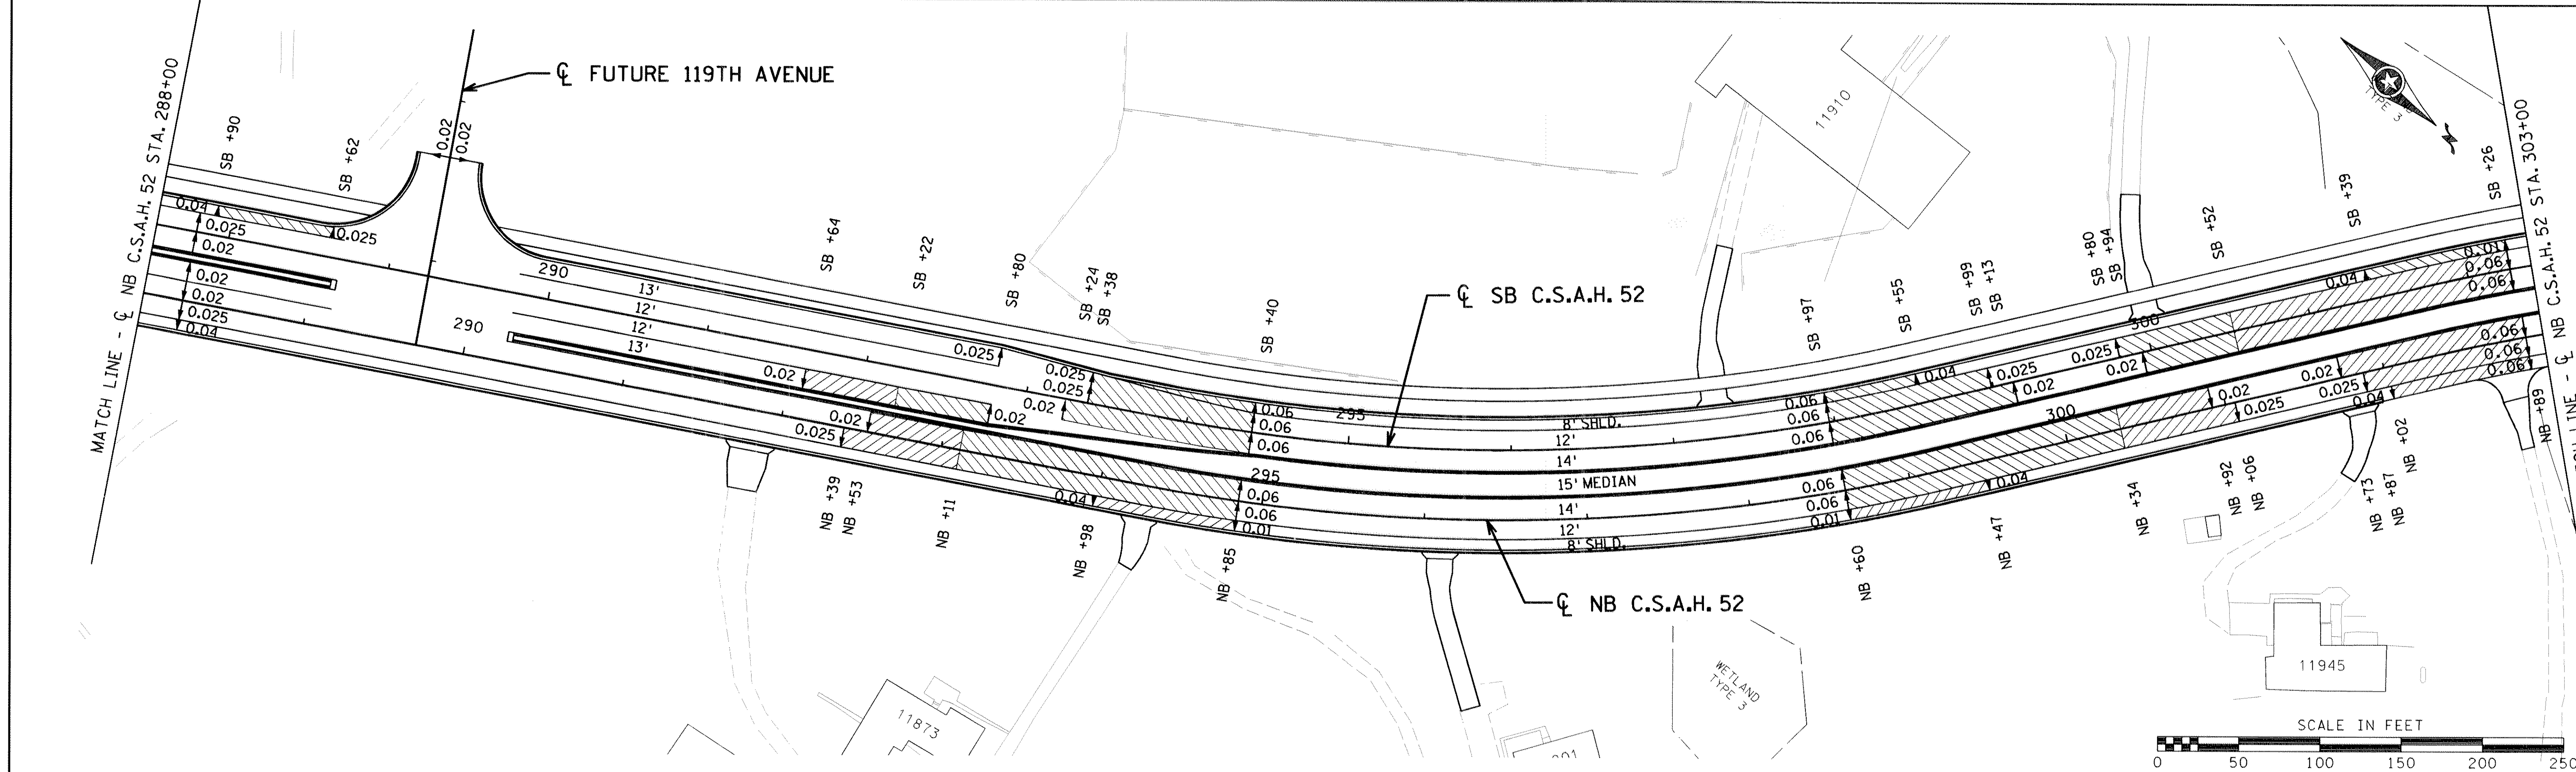 MATCH LINE - ℄ NB C.S.A.H. 52 STA. 288+00
℄ FUTURE 119TH AVENUE
SB +90
SB +62
0.02
0.02
SB +64
SB +22
SB +80
SB +24
SB +38
SB +40
℄ SB C.S.A.H. 52
11910
SB +97
SB +55
SB +99
SB +13
SB +80
SB +94
SB +52
SB +39
SB +26
TYPE 3
NB C.S.A.H. 52 STA. 303+00
0.04
0.025
0.02
0.025
0.02
0.02
0.025
0.04
290
290
13'
12'
12'
13'
0.025
0.02
0.02
0.02
0.025
0.025
0.025
0.02
0.04
0.06
0.06
0.06
295
295
0.06
0.06
0.01
8' SHLD.
12'
14'
15' MEDIAN
14'
12'
8' SHLD.
0.06
0.06
0.06
0.06
0.06
0.01
0.04
0.025
0.02
0.04
300
0.025
0.02
300
0.02
0.025
0.04
0.01
0.06
0.06
0.02
0.025
0.04
0.06
0.06
0.06
NB +39
NB +53
NB +11
NB +98
NB +85
℄ NB C.S.A.H. 52
NB +60
NB +47
NB +34
NB +92
NB +06
NB +73
NB +87
NB +02
NB +89
11873
WETLAND
TYPE 3
11945
SCALE IN FEET
0 50 100 150 200 250